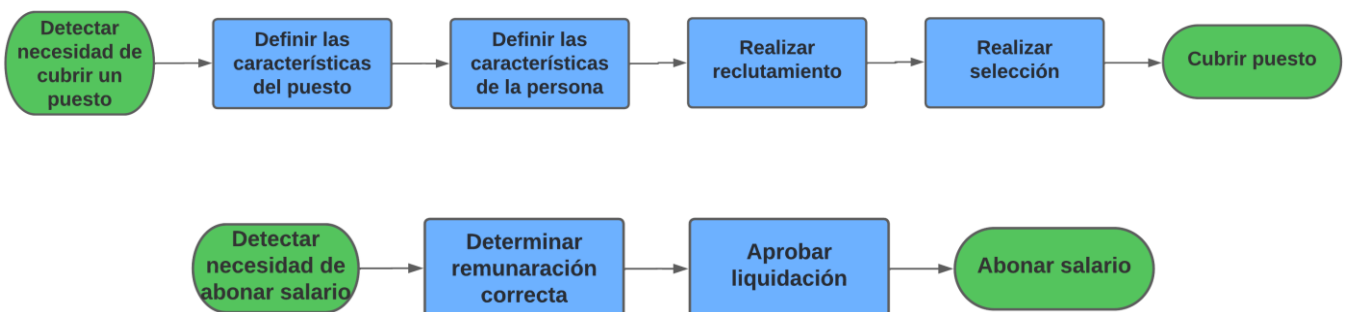 Detectar
necesidad de
cubrir un
puesto
Definir las
características
del puesto
Definir las
características
de la persona
Realizar
reclutamiento
Realizar
selección
Cubrir puesto
Detectar
necesidad de
abonar salario
Determinar
remunaración
correcta
Aprobar
liquidación
Abonar salario